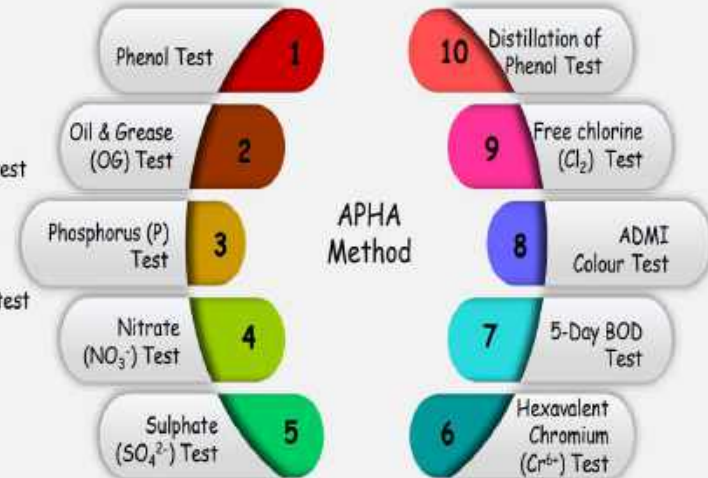 Phenol Test
1
Oil & Grease
(OG) Test
2
Phosphorus (P)
Test
3
Nitrate
(NO₃⁻) Test
4
Sulphate
(SO₄²⁻) Test
5
APHA
Method
10
Distillation of
Phenol Test
9
Free chlorine
(Cl₂) Test
8
ADMI
Colour Test
7
5-Day BOD
Test
6
Hexavalent
Chromium
(Cr⁶⁺) Test
est
est